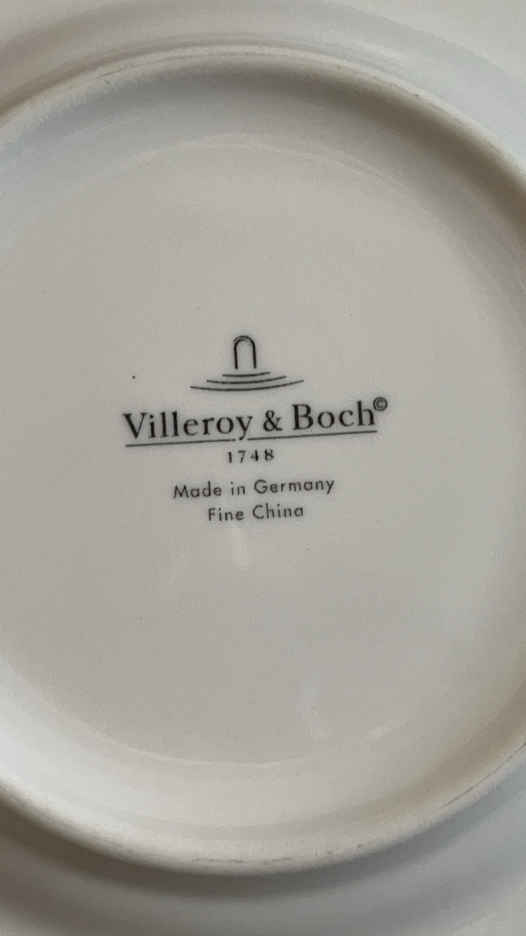 Villeroy & Boch©
1748
Made in Germany
Fine China